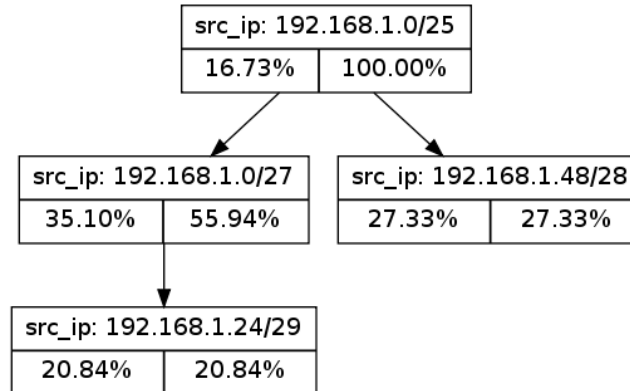 src_ip: 192.168.1.0/25
16.73% 100.00%
src_ip: 192.168.1.0/27
35.10% 55.94%
src_ip: 192.168.1.48/28
27.33% 27.33%
src_ip: 192.168.1.24/29
20.84% 20.84%